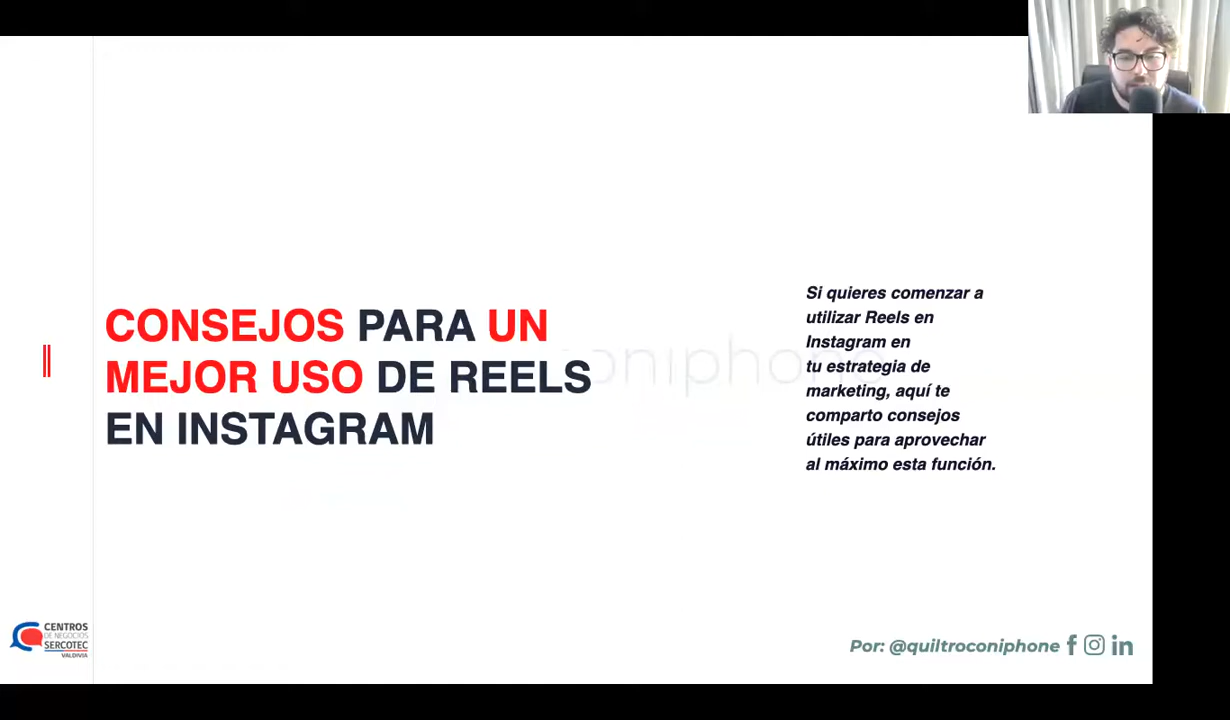 CONSEJOS PARA UN
MEJOR USO DE REELS
EN INSTAGRAM
coniphone
Si quieres comenzar a
utilizar Reels en
Instagram en
tu estrategia de
marketing, aquí te
comparto consejos
útiles para aprovechar
al máximo esta función.
CENTROS
DE NEGOCIOS
SERCOTEC
VALDIVIA
Por: @quiltroconiphone